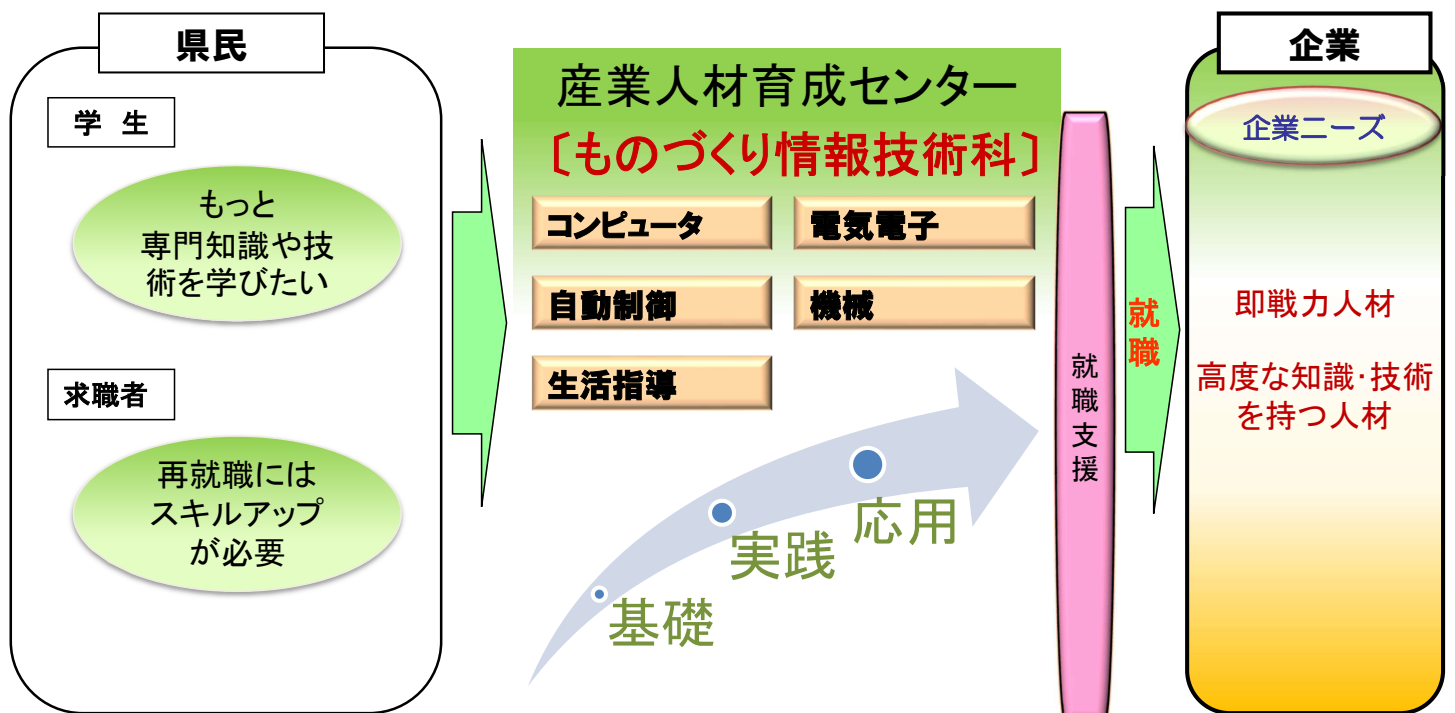 県民
学 生
もっと
専門知識や技
術を学びたい
求職者
再就職には
スキルアップ
が必要
産業人材育成センター
〔ものづくり情報技術科〕
コンピュータ
電気電子
自動制御
機械
生活指導
基礎
実践
応用
就職支援
就職
企業
企業ニーズ
即戦力人材
高度な知識･技術
を持つ人材